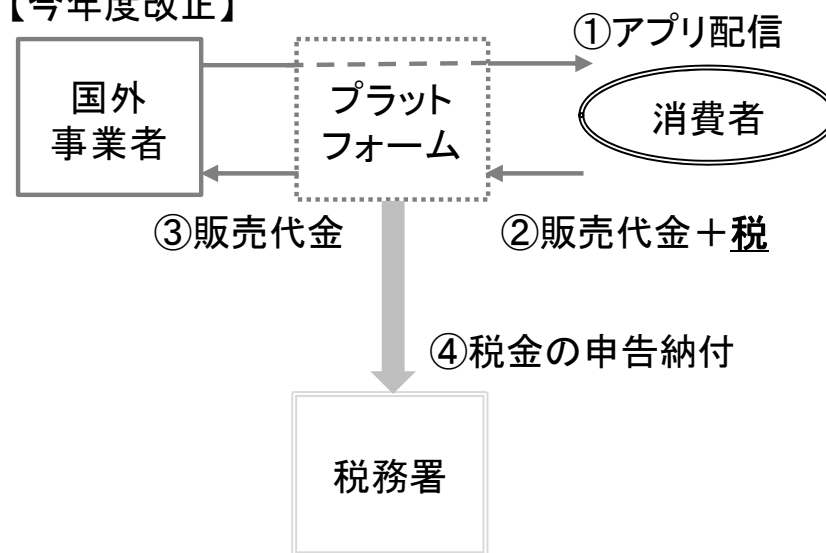 【今年度改正】
①アプリ配信
国外
事業者
プラット
フォーム
消費者
③販売代金
②販売代金＋税
④税金の申告納付
税務署